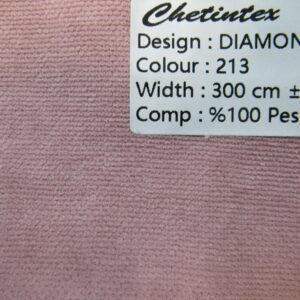 Chetintex
Design : DIAMON
Colour : 213
Width : 300 cm ±
Comp : %100 Pes